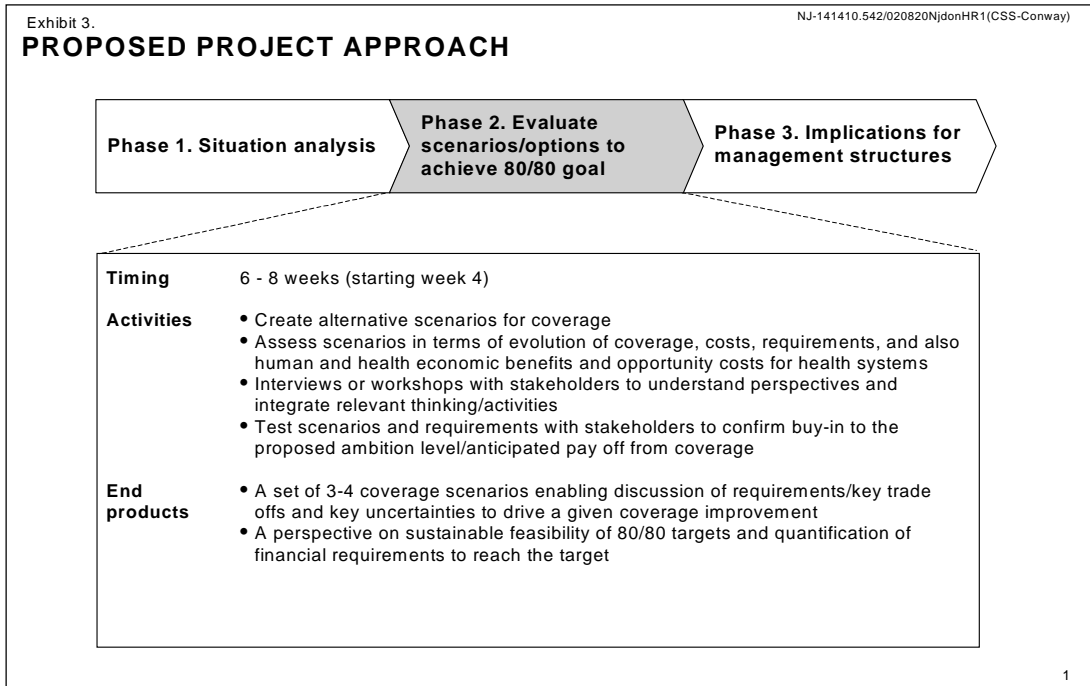 Exhibit 3.
NJ-141410.542/020820NjdonHR1(CSS-Conway)
PROPOSED PROJECT APPROACH
Phase 1. Situation analysis
Phase 2. Evaluate
scenarios/options to
achieve 80/80 goal
Phase 3. Implications for
management structures
Timing
6 - 8 weeks (starting week 4)
Activities
• Create alternative scenarios for coverage
• Assess scenarios in terms of evolution of coverage, costs, requirements, and also
human and health economic benefits and opportunity costs for health systems
• Interviews or workshops with stakeholders to understand perspectives and
integrate relevant thinking/activities
• Test scenarios and requirements with stakeholders to confirm buy-in to the
proposed ambition level/anticipated pay off from coverage
End
products
• A set of 3-4 coverage scenarios enabling discussion of requirements/key trade
offs and key uncertainties to drive a given coverage improvement
• A perspective on sustainable feasibility of 80/80 targets and quantification of
financial requirements to reach the target
1